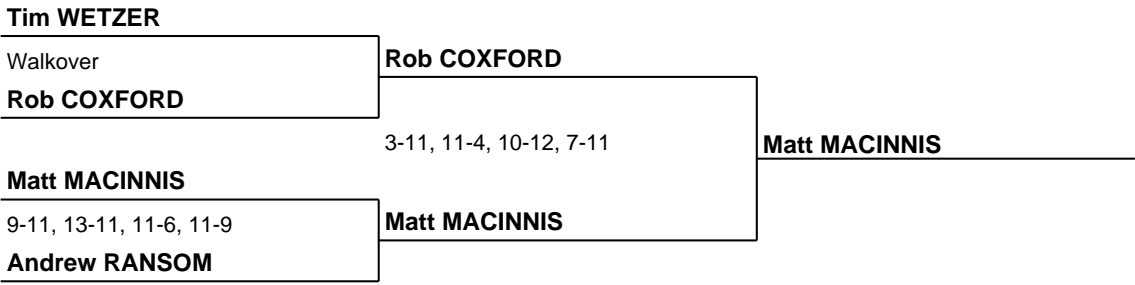 Tim WETZER
Walkover
Rob COXFORD
Rob COXFORD
3-11, 11-4, 10-12, 7-11
Matt MACINNIS
Matt MACINNIS
9-11, 13-11, 11-6, 11-9
Matt MACINNIS
Andrew RANSOM